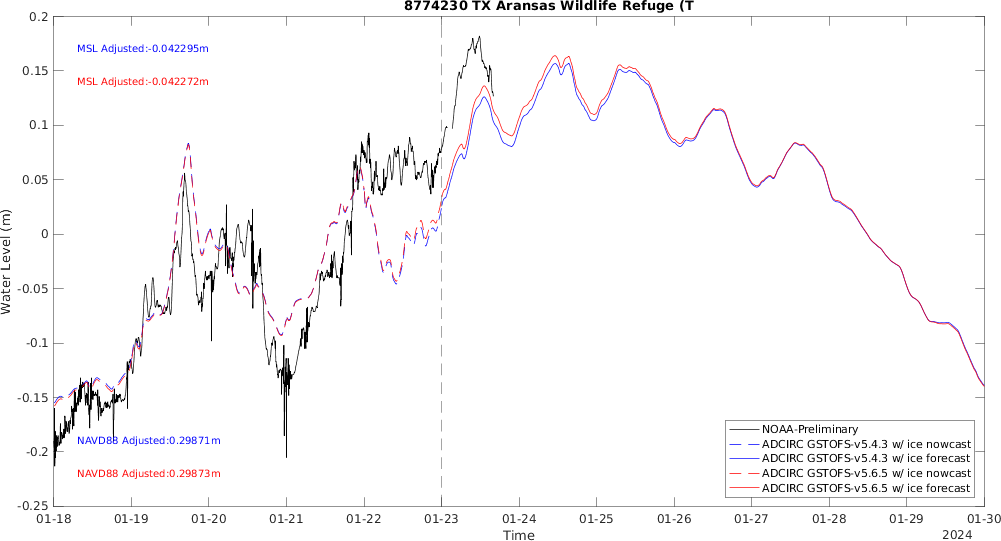 8774230 TX Aransas Wildlife Refuge (T
0.2
0.15
0.1
0.05
0
-0.05
-0.1
-0.15
-0.2
-0.25
Water Level (m)
MSL Adjusted:-0.042295m
MSL Adjusted:-0.042272m
NAVD88 Adjusted:0.29871m
NAVD88 Adjusted:0.29873m
NOAA-Preliminary
ADCIRC GSTOFS-v5.4.3 w/ ice nowcast
ADCIRC GSTOFS-v5.4.3 w/ ice forecast
ADCIRC GSTOFS-v5.6.5 w/ ice nowcast
ADCIRC GSTOFS-v5.6.5 w/ ice forecast
01-18 01-19 01-20 01-21 01-22 01-23 01-24 01-25 01-26 01-27 01-28 01-29 01-30
Time
2024